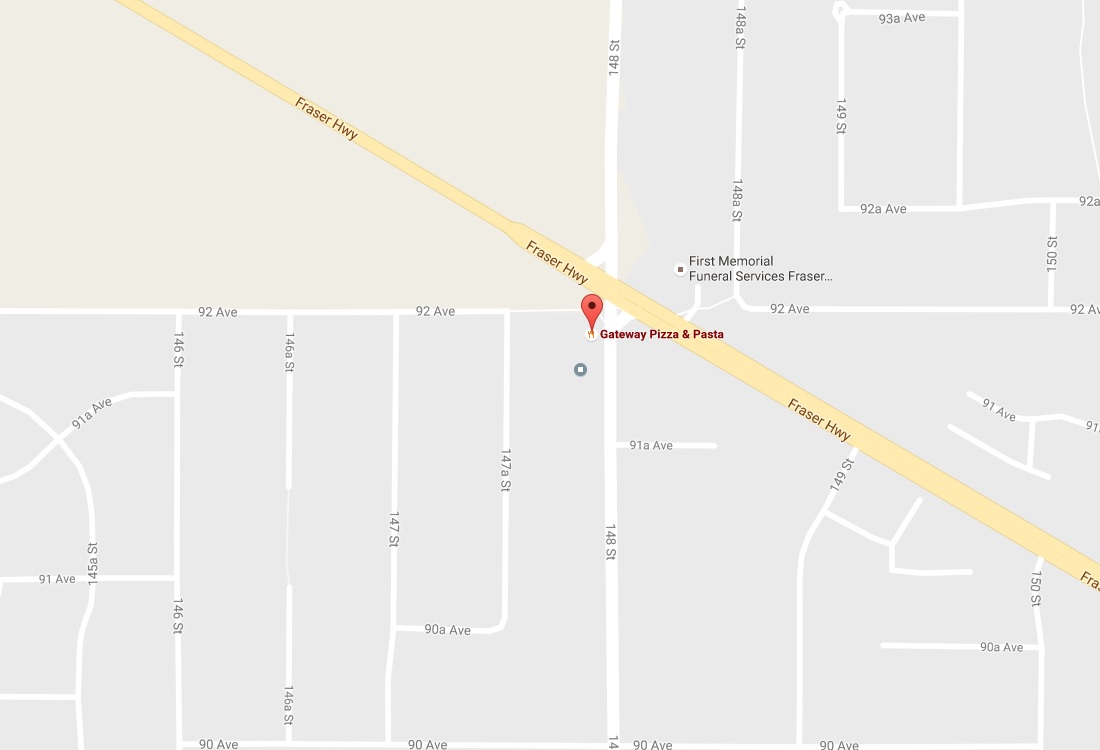 148a St
93a Ave
148 St
Fraser Hwy
149 St
148a St
92a Ave
92a
150 St
Fraser Hwy
First Memorial
Funeral Services Fraser...
92 Ave
92 Ave
92 Ave
92 Av
Gateway Pizza & Pasta
146 St
146a St
91a Ave
91 Ave
91
Fraser Hwy
91a Ave
147a St
149 St
147 St
148 St
145a St
91 Ave
Fras
150 St
146 St
90a Ave
90a Ave
146a St
90 Ave
90 Ave
14
90 Ave
90 Ave